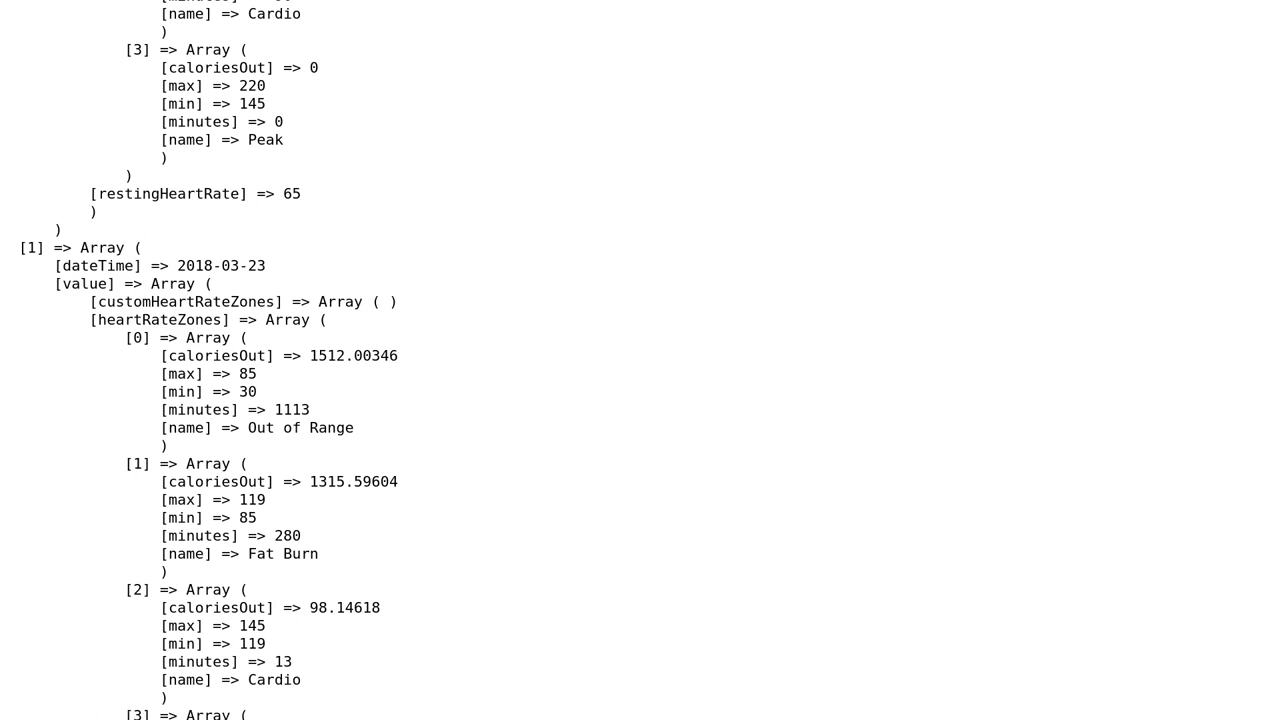 [name] => Cardio
)
[3] => Array (
[caloriesOut] => 0
[max] => 220
[min] => 145
[minutes] => 0
[name] => Peak
)
)
[restingHeartRate] => 65
)
)
[1] => Array (
[dateTime] => 2018-03-23
[value] => Array (
[customHeartRateZones] => Array ( )
[heartRateZones] => Array (
[0] => Array (
[caloriesOut] => 1512.00346
[max] => 85
[min] => 30
[minutes] => 1113
[name] => Out of Range
)
[1] => Array (
[caloriesOut] => 1315.59604
[max] => 119
[min] => 85
[minutes] => 280
[name] => Fat Burn
)
[2] => Array (
[caloriesOut] => 98.14618
[max] => 145
[min] => 119
[minutes] => 13
[name] => Cardio
)
[3] => Array (